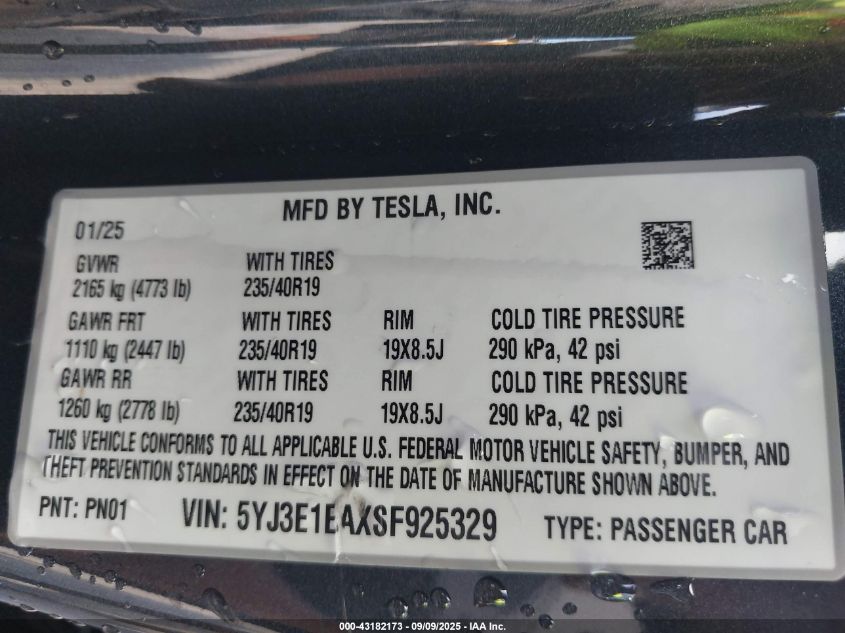 MFD BY TESLA, INC.
01/25
GVWR WITH TIRES
2165 kg (4773 lb) 235/40R19
GAWR FRT WITH TIRES RIM COLD TIRE PRESSURE
1110 kg (2447 lb) 235/40R19 19X8.5J 290 kPa, 42 psi
GAWR RR WITH TIRES RIM COLD TIRE PRESSURE
1260 kg (2778 lb) 235/40R19 19X8.5J 290 kPa, 42 psi
THIS VEHICLE CONFORMS TO ALL APPLICABLE U.S. FEDERAL MOTOR VEHICLE SAFETY, BUMPER, AND
THEFT PREVENTION STANDARDS IN EFFECT ON THE DATE OF MANUFACTURE SHOWN ABOVE.
PNT: PN01 VIN: 5YJ3E1EAXSF925329 TYPE: PASSENGER CAR
000-43182173 - 09/09/2025 - IAA Inc.